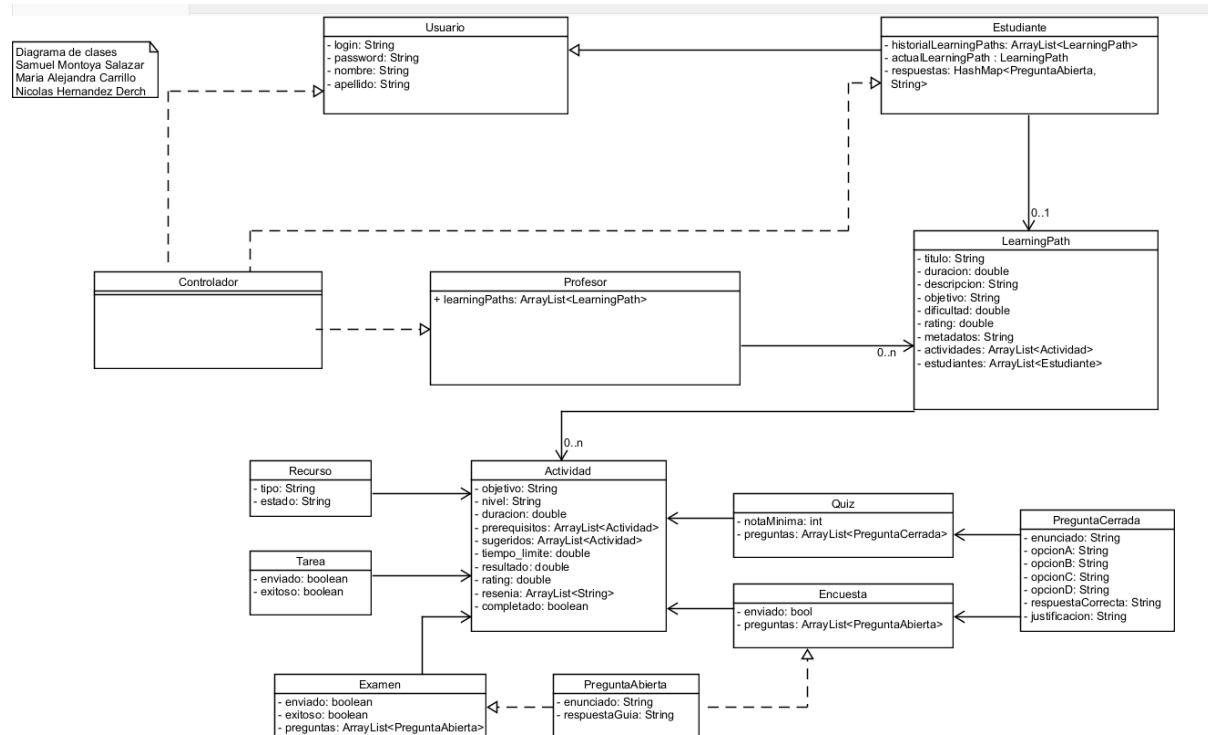 Diagrama de clases
Samuel Montoya Salazar
Maria Alejandra Carrillo
Nicolas Hernandez Derch
Usuario
- login: String
- password: String
- nombre: String
- apellido: String
Estudiante
- historialLearningPaths: ArrayList<LearningPath>
- actualLearningPath : LearningPath
- respuestas: HashMap<PreguntaAbierta,
String>
0..1
LearningPath
- titulo: String
- duracion: double
- descripcion: String
- objetivo: String
- dificultad: double
- rating: double
- metadatos: String
- actividades: ArrayList<Actividad>
- estudiantes: ArrayList<Estudiante>
Controlador
Profesor
+ learningPaths: ArrayList<LearningPath>
0..n
0..n
Recurso
- tipo: String
- estado: String
Actividad
- objetivo: String
- nivel: String
- duracion: double
- prerequisitos: ArrayList<Actividad>
- sugeridos: ArrayList<Actividad>
- tiempo_limite: double
- resultado: double
- rating: double
- resenia: ArrayList<String>
- completado: boolean
Quiz
- notaMinima: int
- preguntas: ArrayList<PreguntaCerrada>
PreguntaCerrada
- enunciado: String
- opcionA: String
- opcionB: String
- opcionC: String
- opcionD: String
- respuestaCorrecta: String
- justificacion: String
Tarea
- enviado: boolean
- exitoso: boolean
Encuesta
- enviado: bool
- preguntas: ArrayList<PreguntaAbierta>
Examen
- enviado: boolean
- exitoso: boolean
- preguntas: ArrayList<PreguntaAbierta>
PreguntaAbierta
- enunciado: String
- respuestaGuia: String